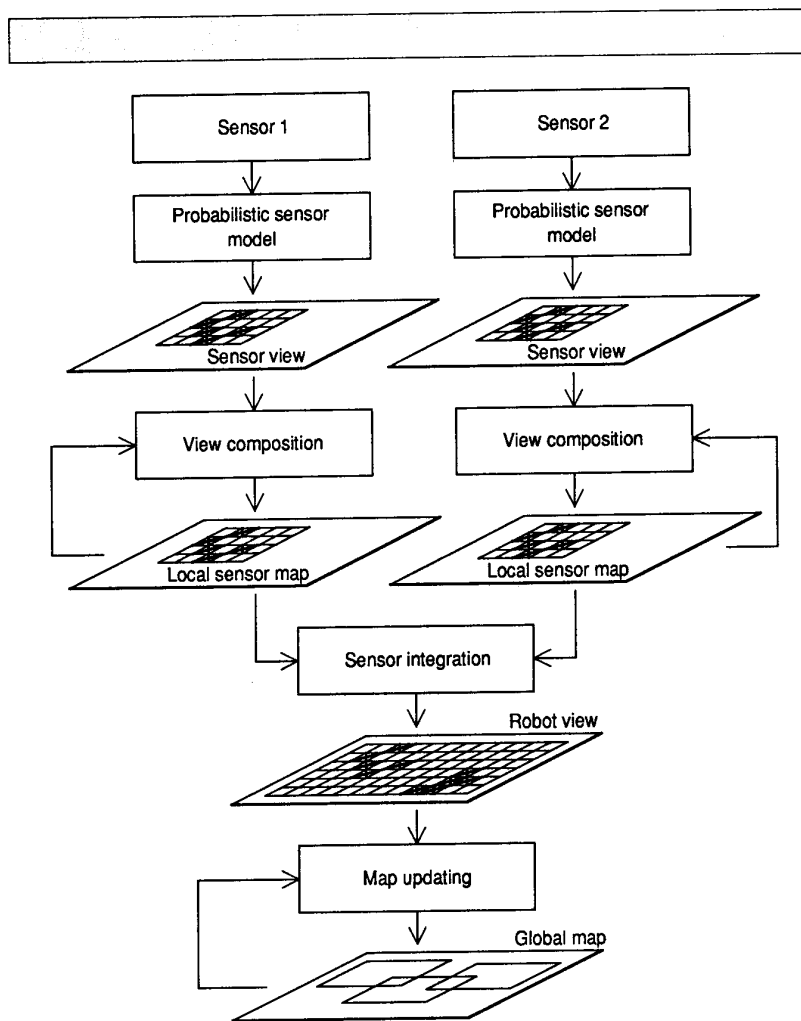 Sensor 1
Sensor 2
Probabilistic sensor
model
Probabilistic sensor
model
Sensor view
Sensor view
View composition
View composition
Local sensor map
Local sensor map
Sensor integration
Robot view
Map updating
Global map